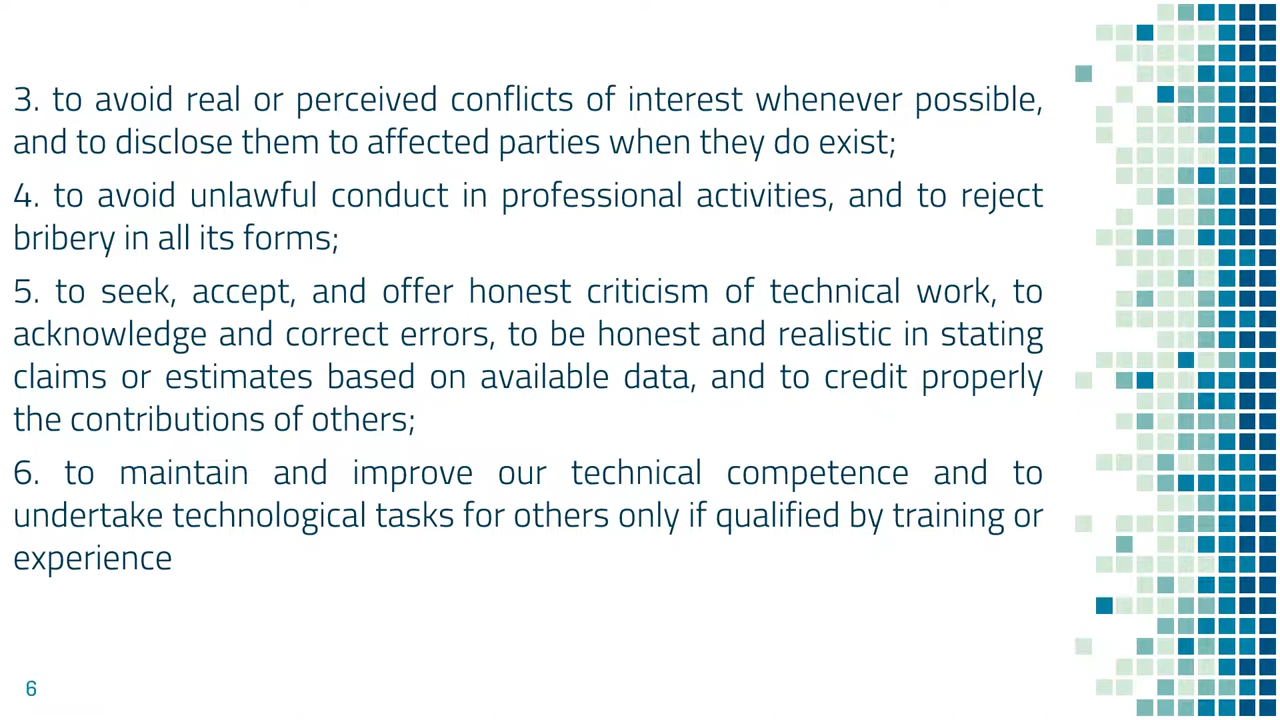 3. to avoid real or perceived conflicts of interest whenever possible,
and to disclose them to affected parties when they do exist;
4. to avoid unlawful conduct in professional activities, and to reject
bribery in all its forms;
5. to seek, accept, and offer honest criticism of technical work, to
acknowledge and correct errors, to be honest and realistic in stating
claims or estimates based on available data, and to credit properly
the contributions of others;
6. to maintain and improve our technical competence and to
undertake technological tasks for others only if qualified by training or
experience
6